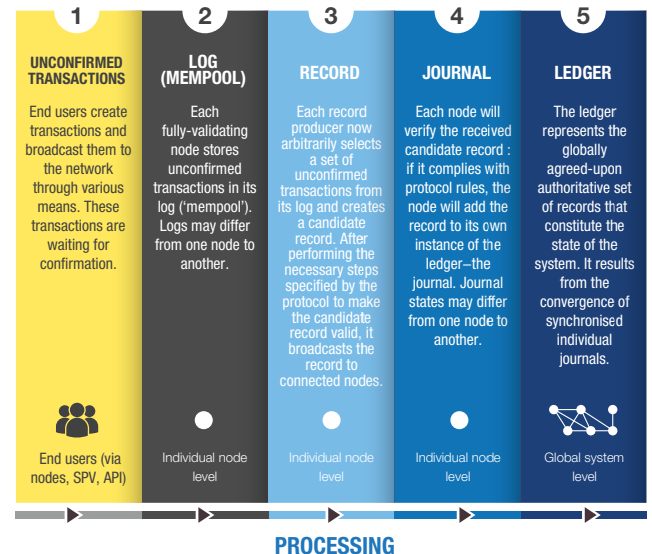 1
UNCONFIRMED
TRANSACTIONS
End users create
transactions and
broadcast them to
the network
through various
means. These
transactions are
waiting for
confirmation.
End users (via
nodes, SPV, API)
2
LOG
(MEMPOOL)
Each
fully-validating
node stores
unconfirmed
transactions in its
log (‘mempool’).
Logs may differ
from one node to
another.
Individual node
level
3
RECORD
Each record
producer now
arbitrarily selects
a set of
unconfirmed
transactions from
its log and creates
a candidate
record. After
performing the
necessary steps
specified by the
protocol to make
the candidate
record valid, it
broadcasts the
record to
connected nodes.
Individual node
level
4
JOURNAL
Each node will
verify the received
candidate record :
if it complies with
protocol rules, the
node will add the
record to its own
instance of the
ledger–the
journal. Journal
states may differ
from one node to
another.
Individual node
level
5
LEDGER
The ledger
represents the
globally
agreed-upon
authoritative set
of records that
constitute the
state of the
system. It results
from the
convergence of
synchronised
individual
journals.
Global system
level
PROCESSING